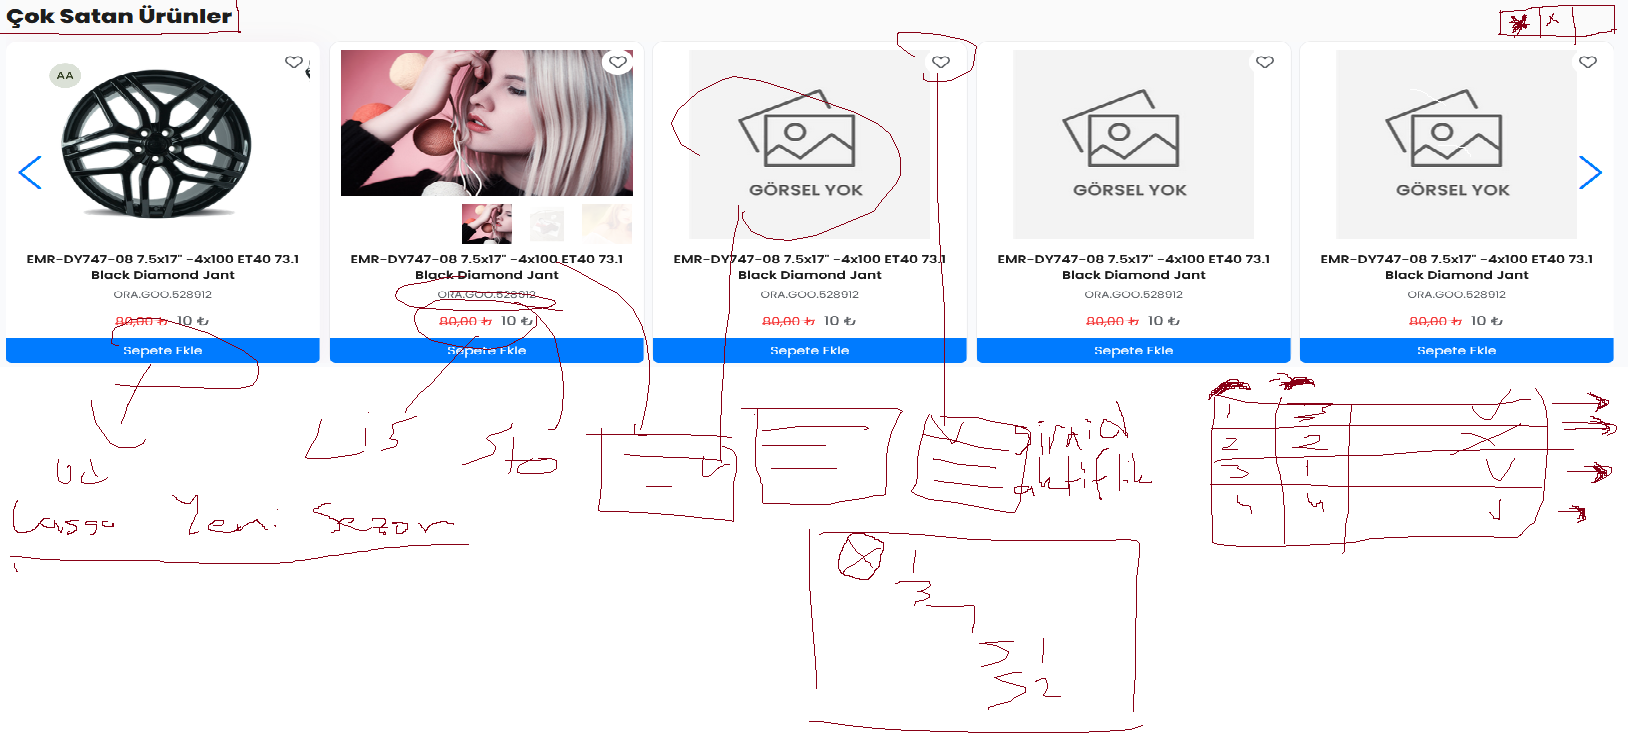 Çok Satan Ürünler
AA
GÖRSEL YOK
GÖRSEL YOK
GÖRSEL YOK
EMR-DY747-08 7.5x17" -4x100 ET40 73.1
Black Diamond Jant
ORA.GOO.528912
80,00 ₺ 10 ₺
Sepete Ekle
EMR-DY747-08 7.5x17" -4x100 ET40 73.1
Black Diamond Jant
ORA.GOO.528912
80,00 ₺ 10 ₺
Sepete Ekle
EMR-DY747-08 7.5x17" -4x100 ET40 73.1
Black Diamond Jant
ORA.GOO.528912
80,00 ₺ 10 ₺
Sepete Ekle
EMR-DY747-08 7.5x17" -4x100 ET40 73.1
Black Diamond Jant
ORA.GOO.528912
80,00 ₺ 10 ₺
Sepete Ekle
EMR-DY747-08 7.5x17" -4x100 ET40 73.1
Black Diamond Jant
ORA.GOO.528912
80,00 ₺ 10 ₺
Sepete Ekle
Lis
Sto
aktiflik
Yeni Sezon
1 3
2 2
3 1
4 4
1
3
S 1
S 2